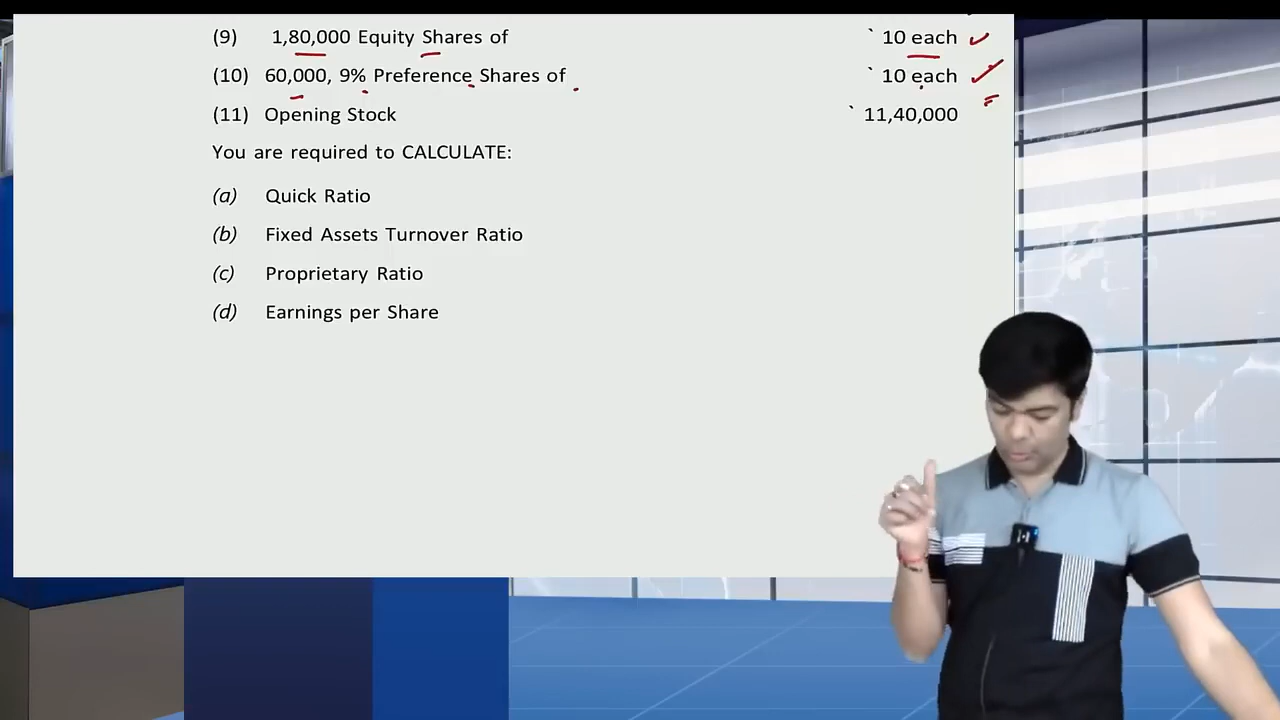 (9) 1,80,000 Equity Shares of ` 10 each
(10) 60,000, 9% Preference Shares of ` 10 each
(11) Opening Stock ` 11,40,000
You are required to CALCULATE:
(a) Quick Ratio
(b) Fixed Assets Turnover Ratio
(c) Proprietary Ratio
(d) Earnings per Share